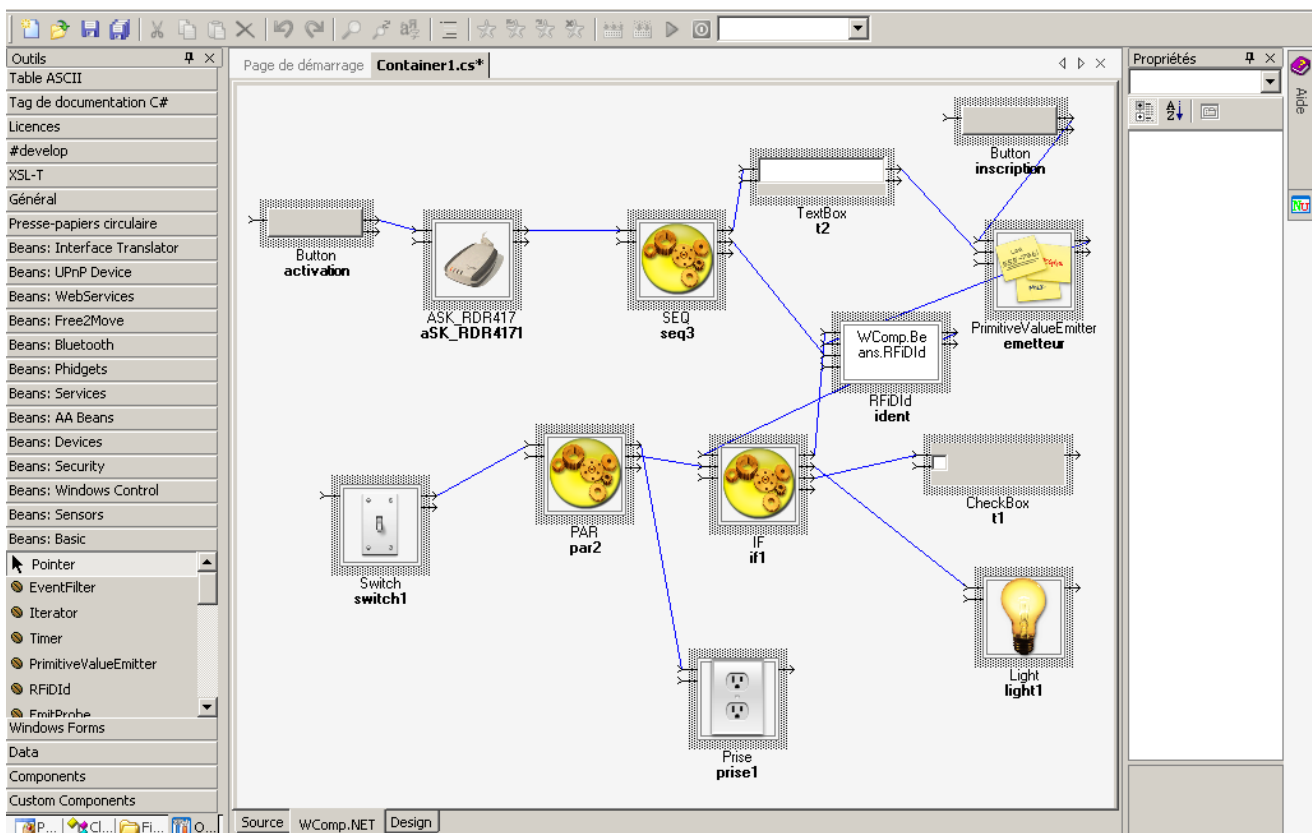 Outils
Table ASCII
Tag de documentation C#
Licences
#develop
XSL-T
Général
Presse-papiers circulaire
Beans: Interface Translator
Beans: UPnP Device
Beans: WebServices
Beans: Free2Move
Beans: Bluetooth
Beans: Phidgets
Beans: Services
Beans: AA Beans
Beans: Devices
Beans: Security
Beans: Windows Control
Beans: Sensors
Beans: Basic
Pointer
EventFilter
Iterator
Timer
PrimitiveValueEmitter
RFiDId
EmitProbe
Windows Forms
Data
Components
Custom Components
P...
Cl...
Fi...
O...
Page de démarrage
Container1.cs*
Button
activation
ASK_RDR417
aSK_RDR4171
SEQ
seq3
TextBox
t2
Button
inscription
PrimitiveValueEmitter
emetteur
WComp.Be
ans.RFiDId
RFiDId
ident
Switch
switch1
PAR
par2
IF
if1
CheckBox
t1
Light
light1
Prise
prise1
Source
WComp.NET
Design
Propriétés
Aide